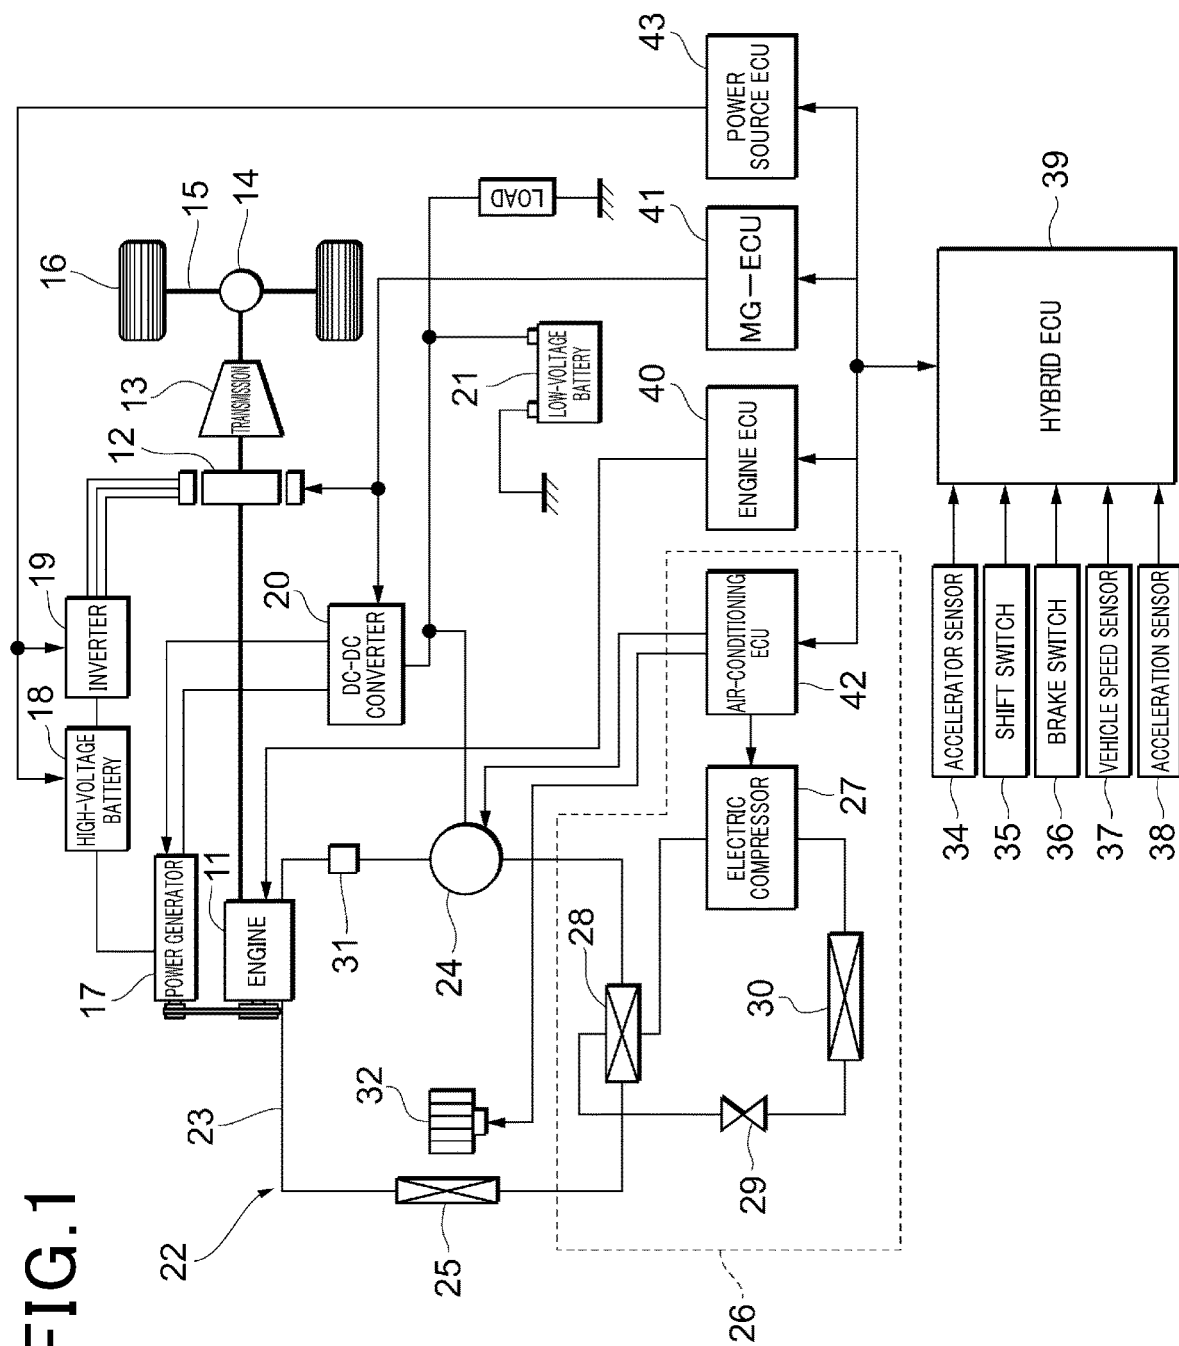 FIG.1
16
15
14
13
TRANSMISSION
12
19
INVERTER
18
HIGH-VOLTAGE
BATTERY
17
POWER GENERATOR
11
ENGINE
20
DC-DC
CONVERTER
LOAD
21
LOW-VOLTAGE
BATTERY
22
23
24
25
31
32
26
28
29
30
27
ELECTRIC
COMPRESSOR
42
AIR-CONDITIONING
ECU
40
ENGINE ECU
41
MG-ECU
43
POWER
SOURCE ECU
39
HYBRID ECU
34
ACCELERATOR SENSOR
35
SHIFT SWITCH
36
BRAKE SWITCH
37
VEHICLE SPEED SENSOR
38
ACCELERATION SENSOR